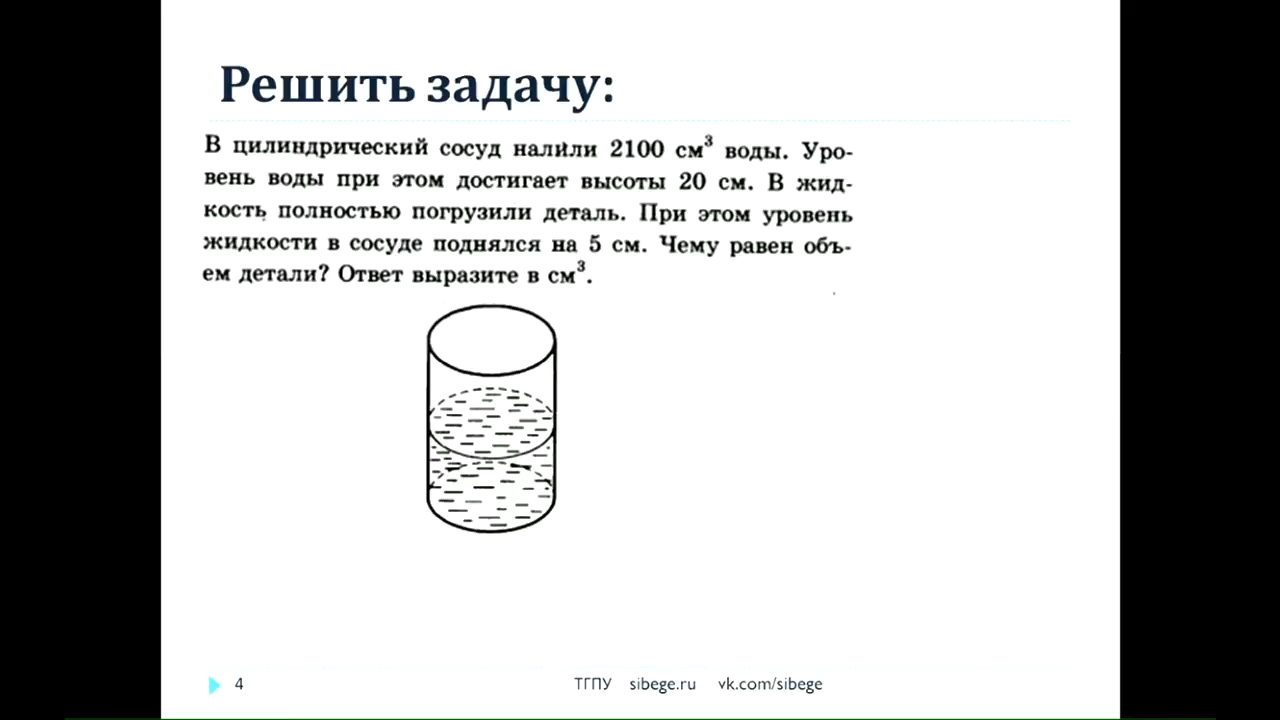 Решить задачу:
В цилиндрический сосуд налили 2100 см³ воды. Уро-
вень воды при этом достигает высоты 20 см. В жид-
кость полностью погрузили деталь. При этом уровень
жидкости в сосуде поднялся на 5 см. Чему равен объ-
ем детали? Ответ выразите в см³.
4 ТГПУ sibege.ru vk.com/sibege